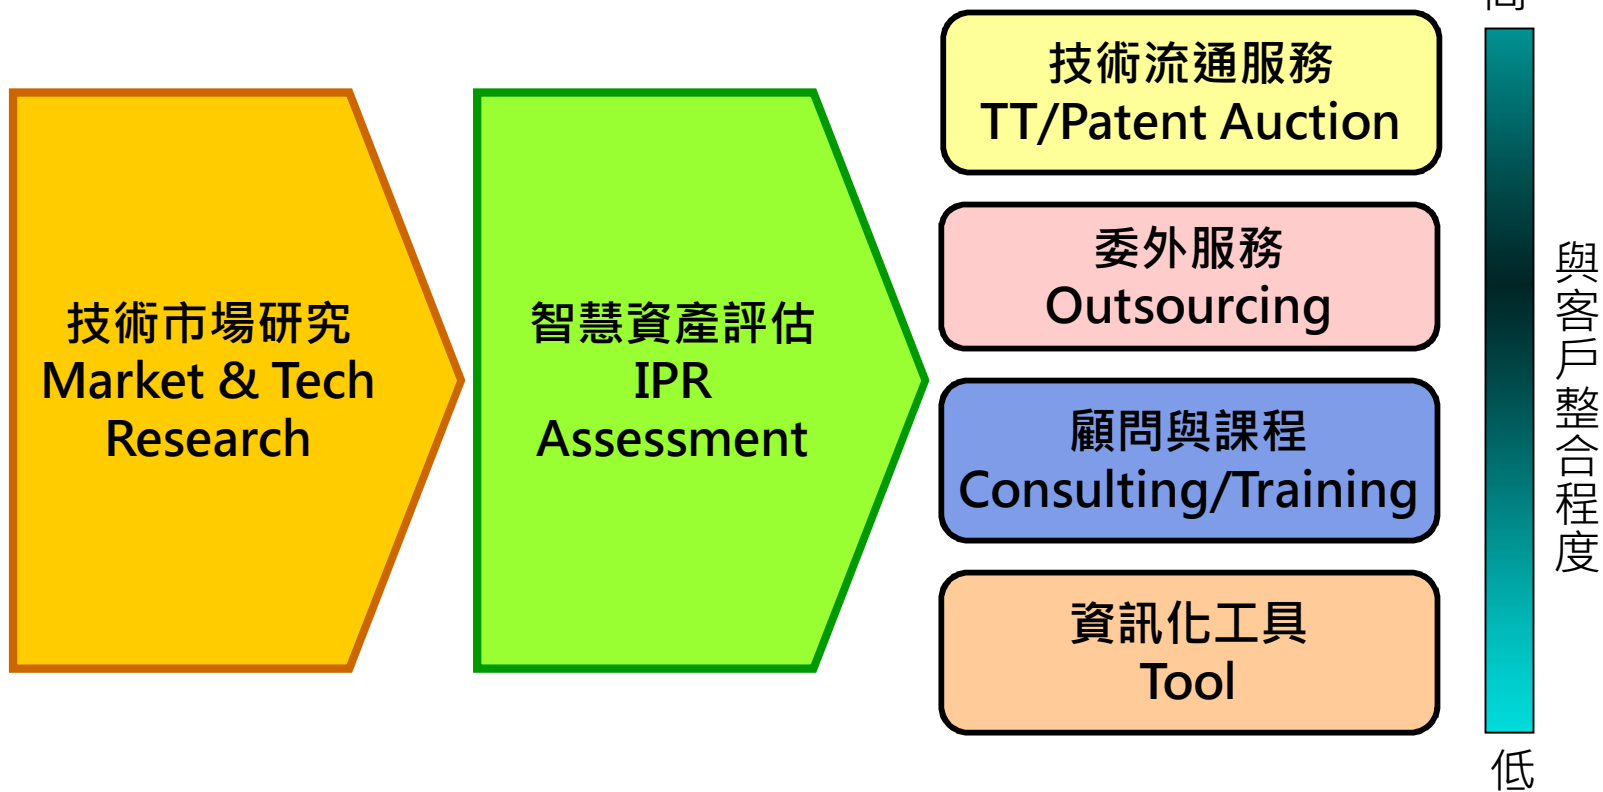 技術市場研究
Market & Tech
Research
智慧資產評估
IPR
Assessment
技術流通服務
TT/Patent Auction
委外服務
Outsourcing
顧問與課程
Consulting/Training
資訊化工具
Tool
與客戶整合程度
低